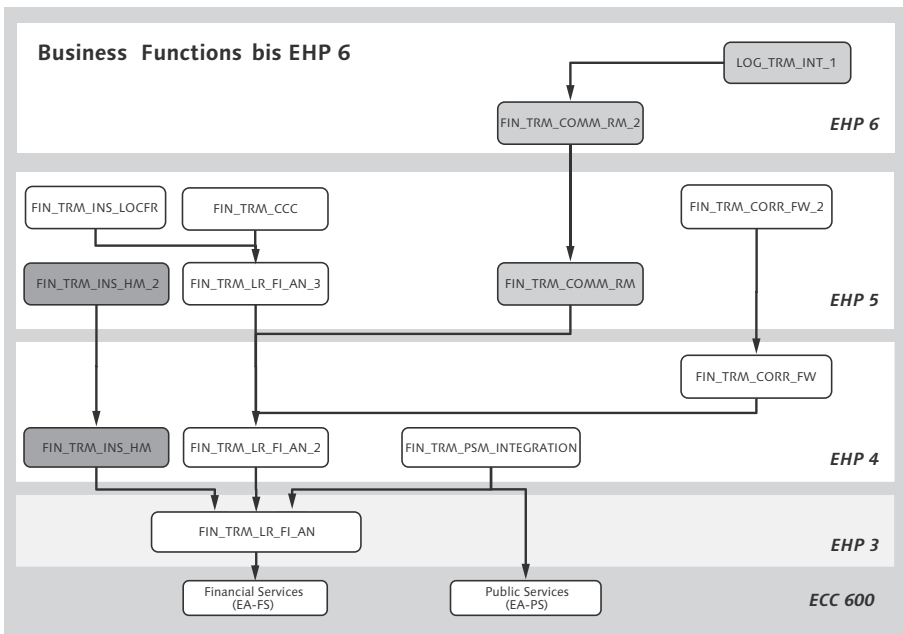 Business Functions bis EHP 6
LOG_TRM_INT_1
FIN_TRM_COMM_RM_2
EHP 6
FIN_TRM_INS_LOCFR
FIN_TRM_CCC
FIN_TRM_CORR_FW_2
FIN_TRM_INS_HM_2
FIN_TRM_LR_FI_AN_3
FIN_TRM_COMM_RM
EHP 5
FIN_TRM_CORR_FW
FIN_TRM_INS_HM
FIN_TRM_LR_FI_AN_2
FIN_TRM_PSM_INTEGRATION
EHP 4
FIN_TRM_LR_FI_AN
EHP 3
Financial Services
(EA-FS)
Public Services
(EA-PS)
ECC 600